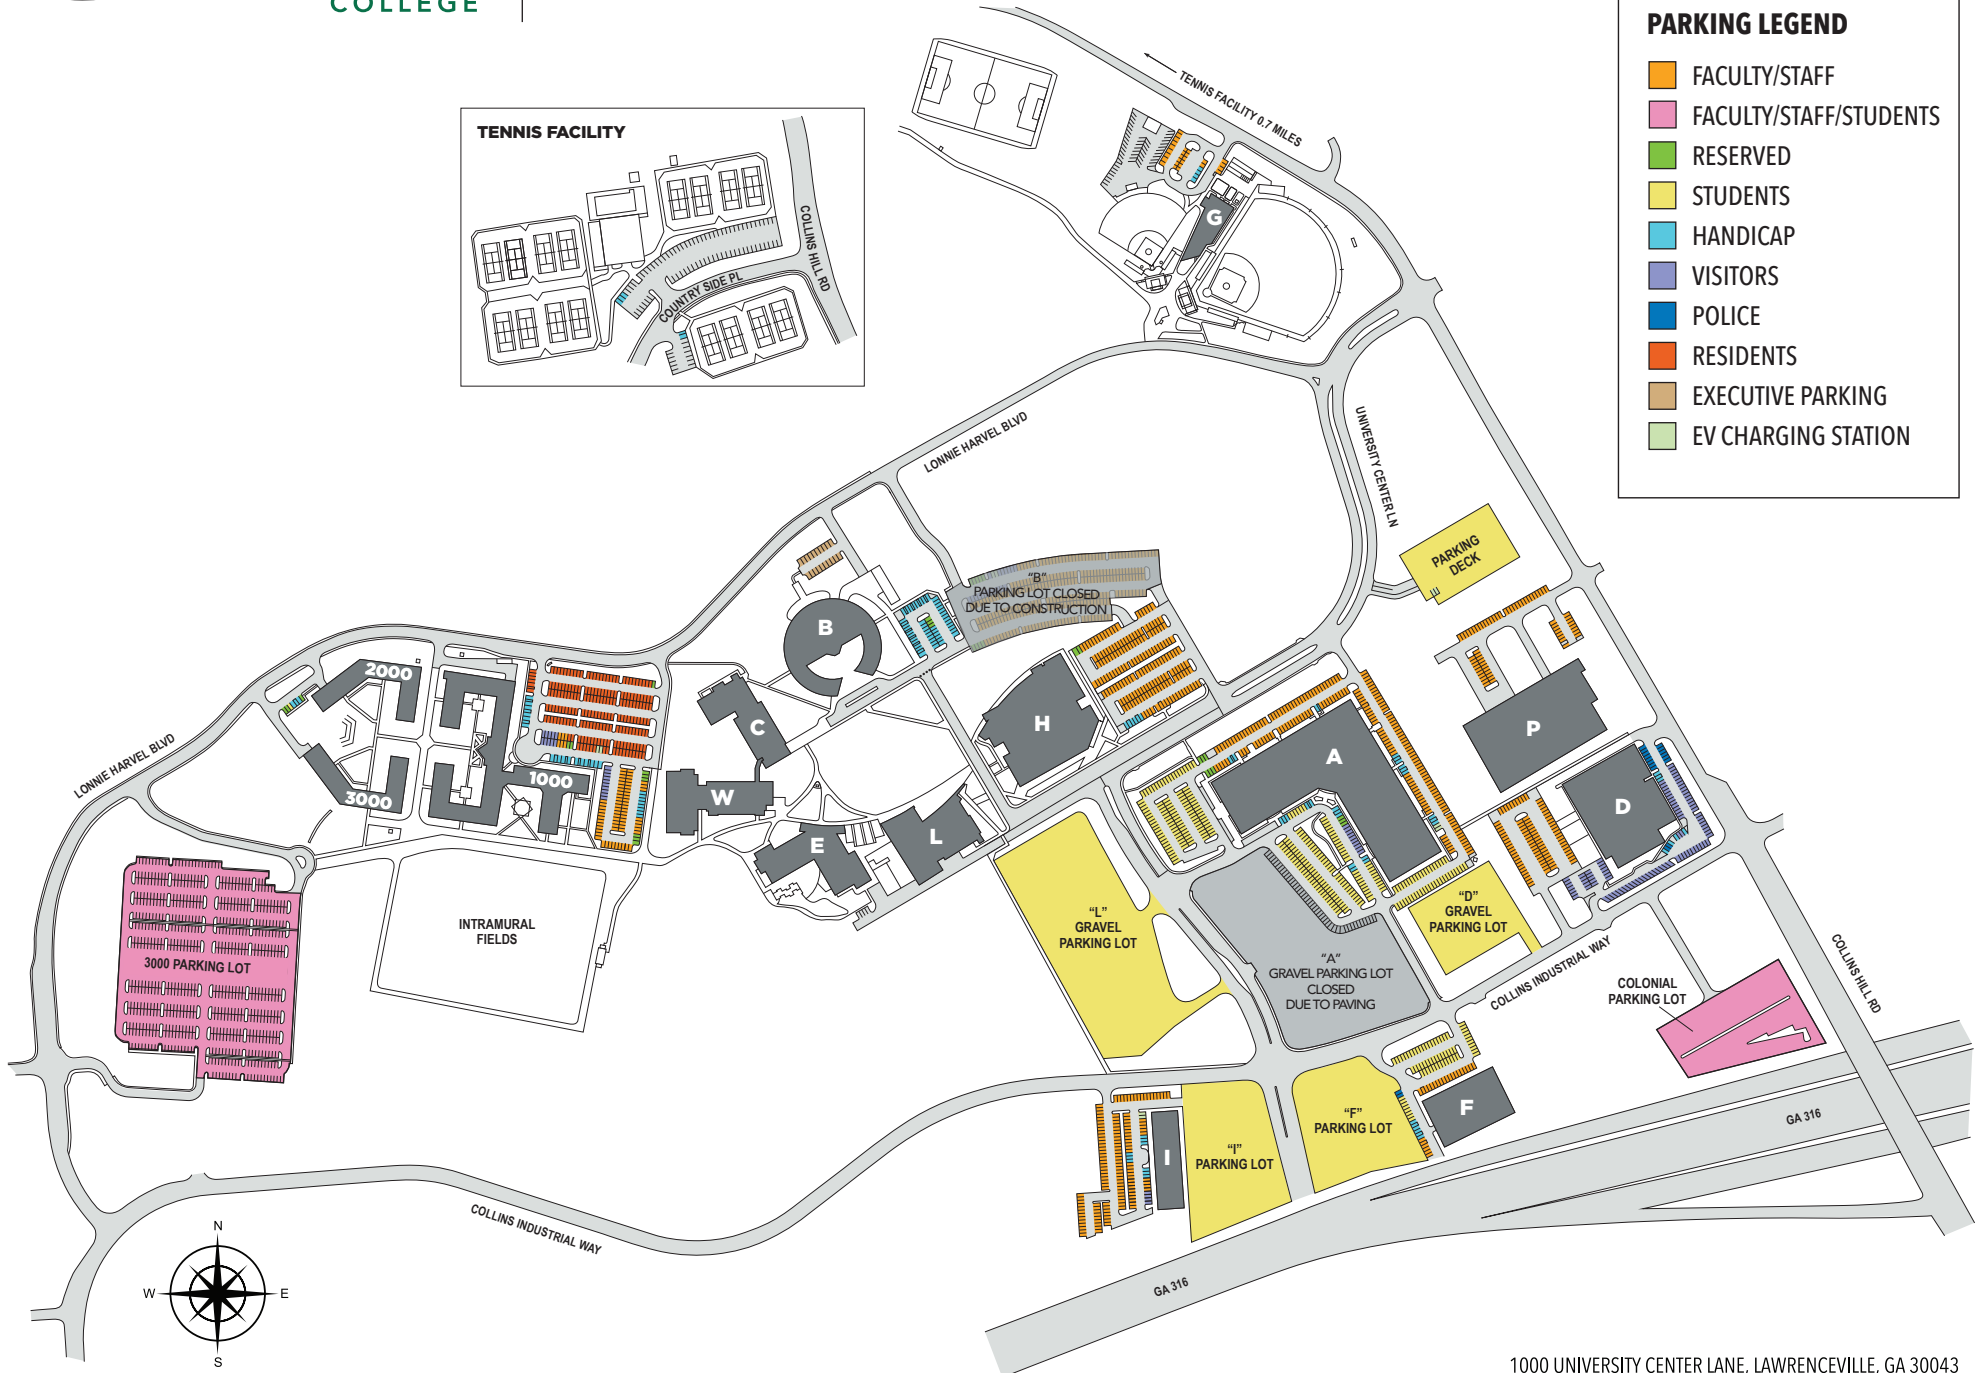 COLLEGE
PARKING LEGEND
FACULTY/STAFF
FACULTY/STAFF/STUDENTS
RESERVED
STUDENTS
HANDICAP
VISITORS
POLICE
RESIDENTS
EXECUTIVE PARKING
EV CHARGING STATION
TENNIS FACILITY 0.7 MILES
TENNIS FACILITY
COLLINS HILL RD
COUNTRY SIDE PL
G
LONNIE HARVEL BLVD
UNIVERSITY CENTER LN
PARKING
DECK
"B"
PARKING LOT CLOSED
DUE TO CONSTRUCTION
B
2000
C
H
P
A
1000
3000
W
D
E
L
LONNIE HARVEL BLVD
INTRAMURAL
FIELDS
3000 PARKING LOT
"L"
GRAVEL
PARKING LOT
"D"
GRAVEL
PARKING LOT
"A"
GRAVEL PARKING LOT
CLOSED
DUE TO PAVING
COLLINS INDUSTRIAL WAY
COLONIAL
PARKING LOT
COLLINS HILL RD
F
"F"
PARKING LOT
I
"I"
PARKING LOT
GA 316
COLLINS INDUSTRIAL WAY
GA 316
N
W
E
S
1000 UNIVERSITY CENTER LANE, LAWRENCEVILLE, GA 30043